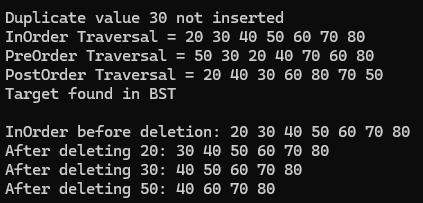 Duplicate value 30 not inserted
InOrder Traversal = 20 30 40 50 60 70 80
PreOrder Traversal = 50 30 20 40 70 60 80
PostOrder Traversal = 20 40 30 60 80 70 50
Target found in BST
InOrder before deletion: 20 30 40 50 60 70 80
After deleting 20: 30 40 50 60 70 80
After deleting 30: 40 50 60 70 80
After deleting 50: 40 60 70 80